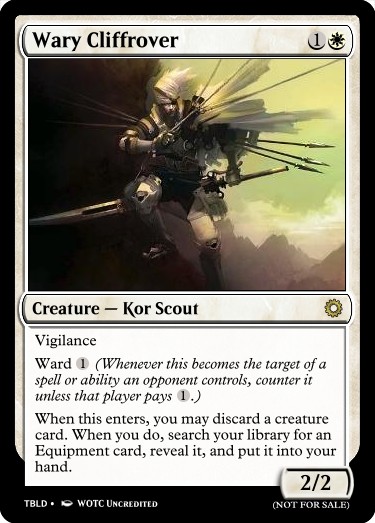 Wary Cliffrover 1
Creature — Kor Scout
Vigilance
Ward 1 (Whenever this becomes the target of a
spell or ability an opponent controls, counter it
unless that player pays 1.)
When this enters, you may discard a creature
card. When you do, search your library for an
Equipment card, reveal it, and put it into your
hand.
2/2
TBLD • WOTC Uncredited
(NOT FOR SALE)